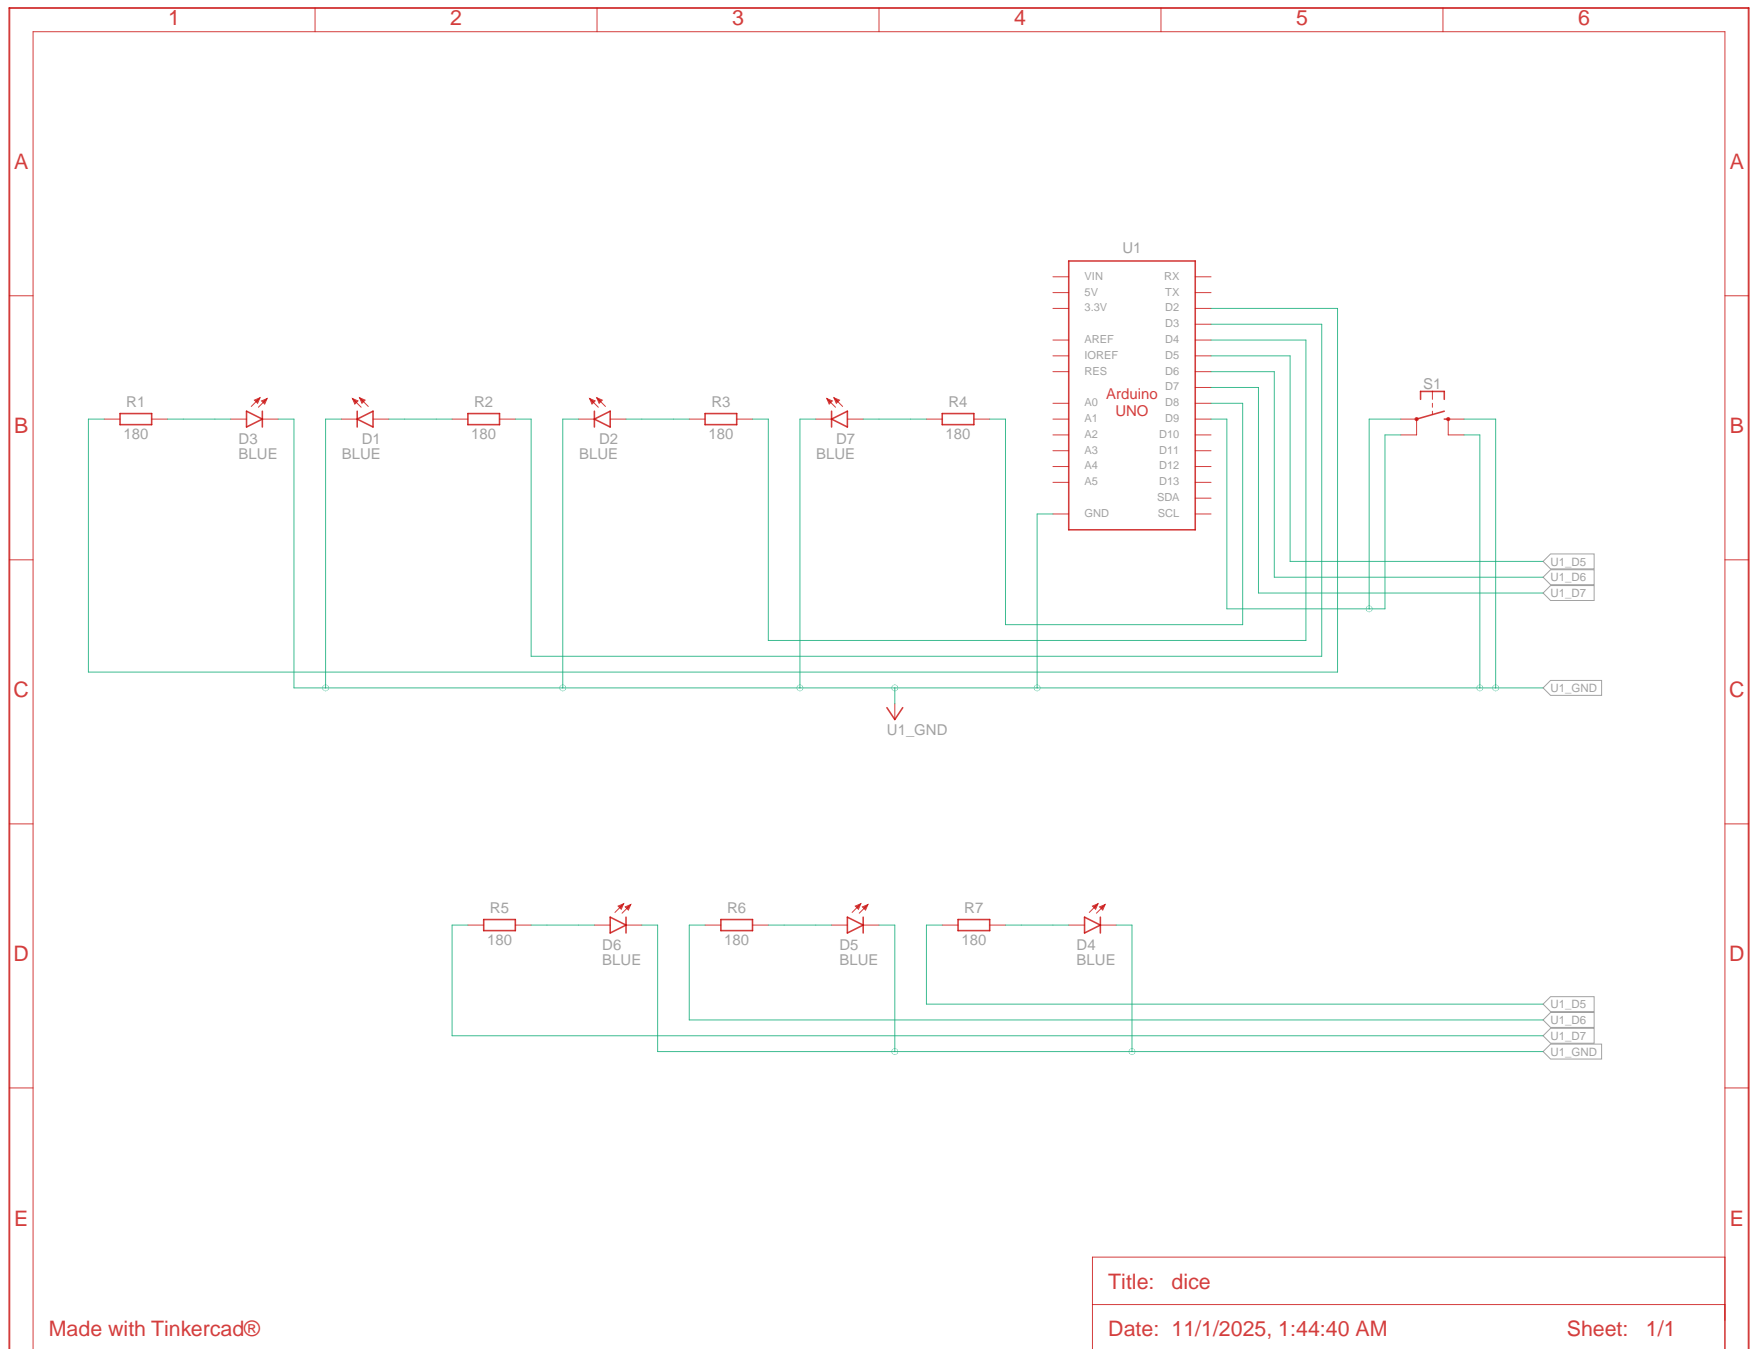 1 2 3 4 5 6
A A
U1
VIN RX
5V TX
3.3V D2
D3
AREF D4
IOREF D5
RES D6
D7
Arduino
A0 D8
UNO
A1 D9
A2 D10
A3 D11
A4 D12
A5 D13
SDA
GND SCL
S1
R1 R2 R3 R4
B B
180 D3 D1 180 D2 180 D7 180
BLUE BLUE BLUE BLUE
U1_D5
U1_D6
U1_D7
C U1_GND C
U1_GND
R5 R6 R7
180 D6 180 D5 180 D4
D D
BLUE BLUE BLUE
U1_D5
U1_D6
U1_D7
U1_GND
E E
Title: dice
Made with Tinkercad® Date: 11/1/2025, 1:44:40 AM Sheet: 1/1